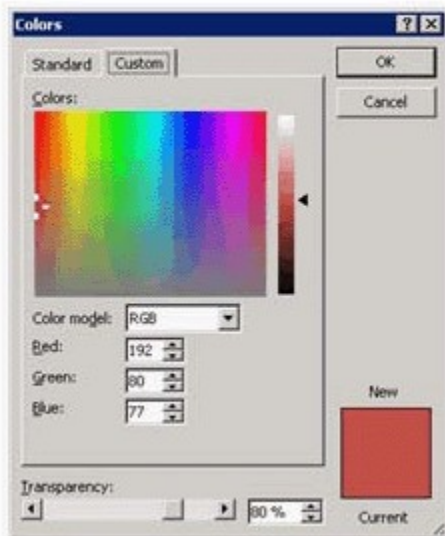 Colors
Standard Custom OK
Colors: Cancel
Color model: RGB
Red: 192
Green: 80
Blue: 77
New
Transparency:
80 % Current